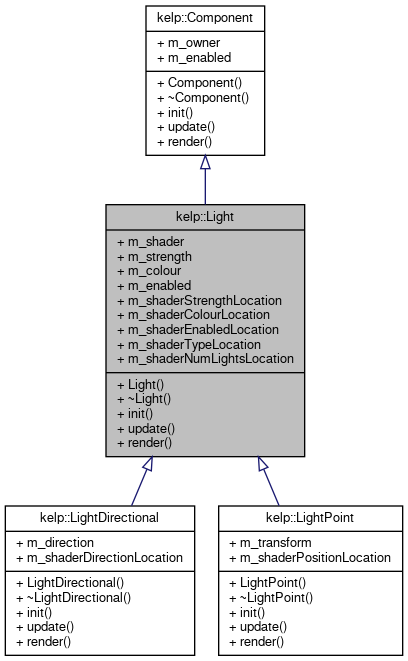 kelp::Component
+ m_owner
+ m_enabled
+ Component()
+ ~Component()
+ init()
+ update()
+ render()
kelp::Light
+ m_shader
+ m_strength
+ m_colour
+ m_enabled
+ m_shaderStrengthLocation
+ m_shaderColourLocation
+ m_shaderEnabledLocation
+ m_shaderTypeLocation
+ m_shaderNumLightsLocation
+ Light()
+ ~Light()
+ init()
+ update()
+ render()
kelp::LightDirectional
+ m_direction
+ m_shaderDirectionLocation
+ LightDirectional()
+ ~LightDirectional()
+ init()
+ update()
+ render()
kelp::LightPoint
+ m_transform
+ m_shaderPositionLocation
+ LightPoint()
+ ~LightPoint()
+ init()
+ update()
+ render()